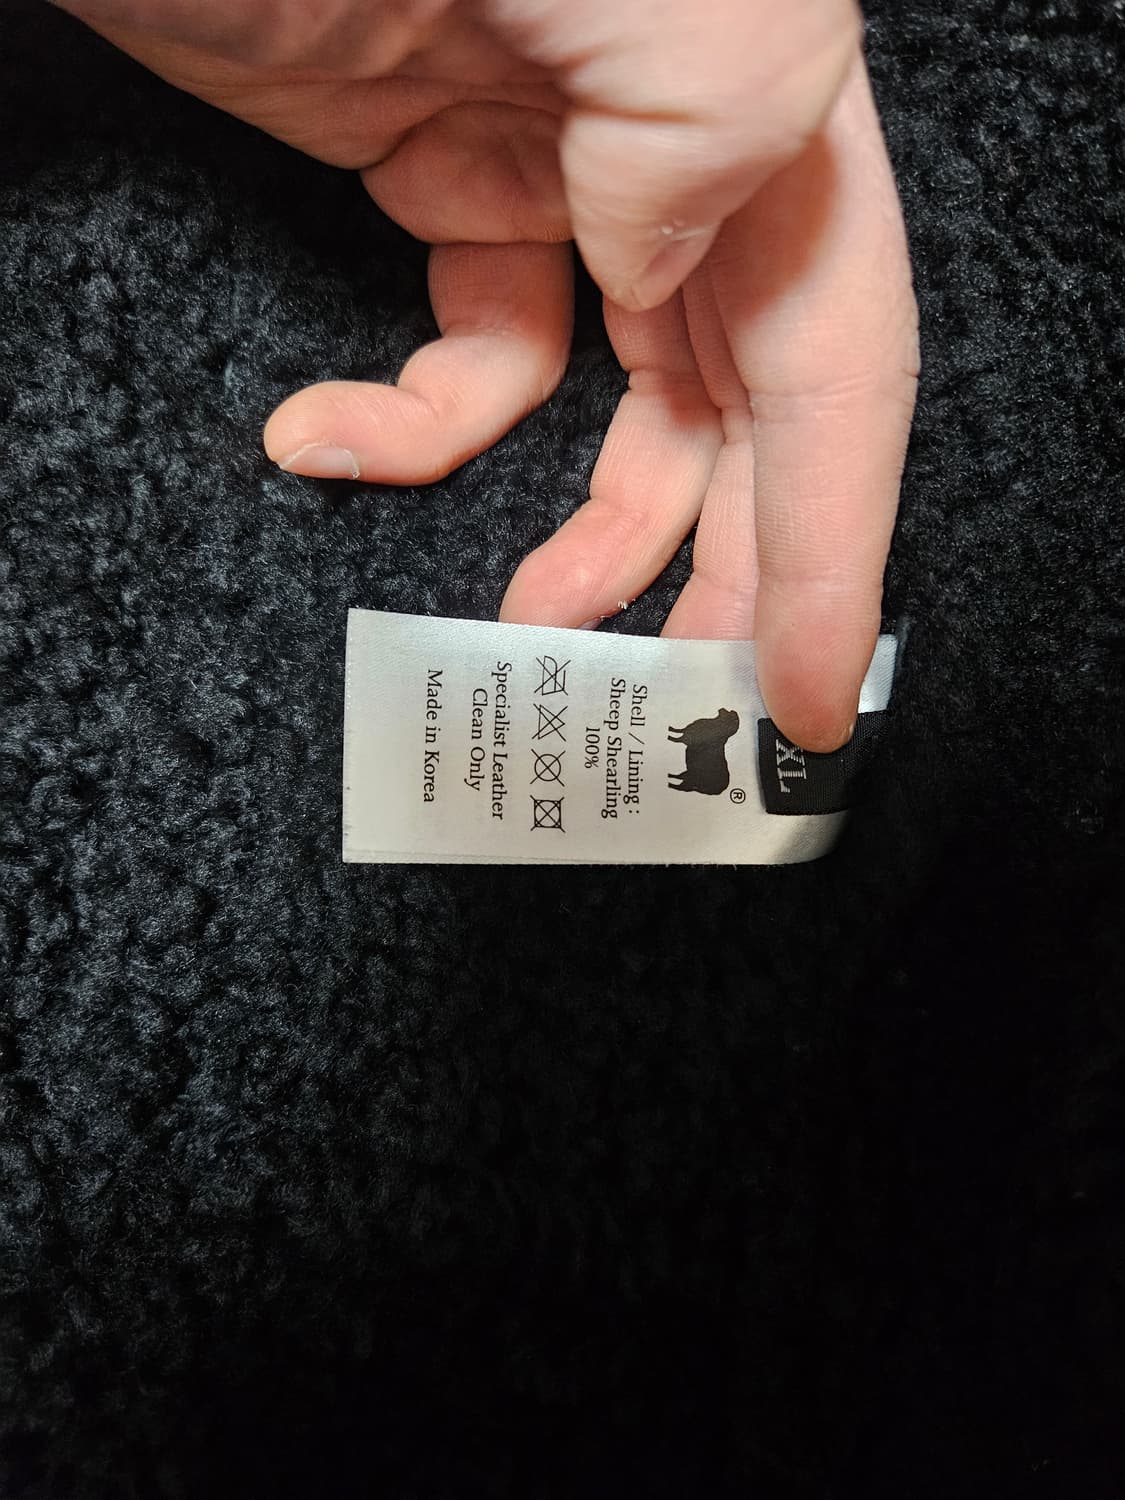 XL
®
Shell / Lining :
Sheep Shearling
100%
Specialist Leather
Clean Only
Made in Korea